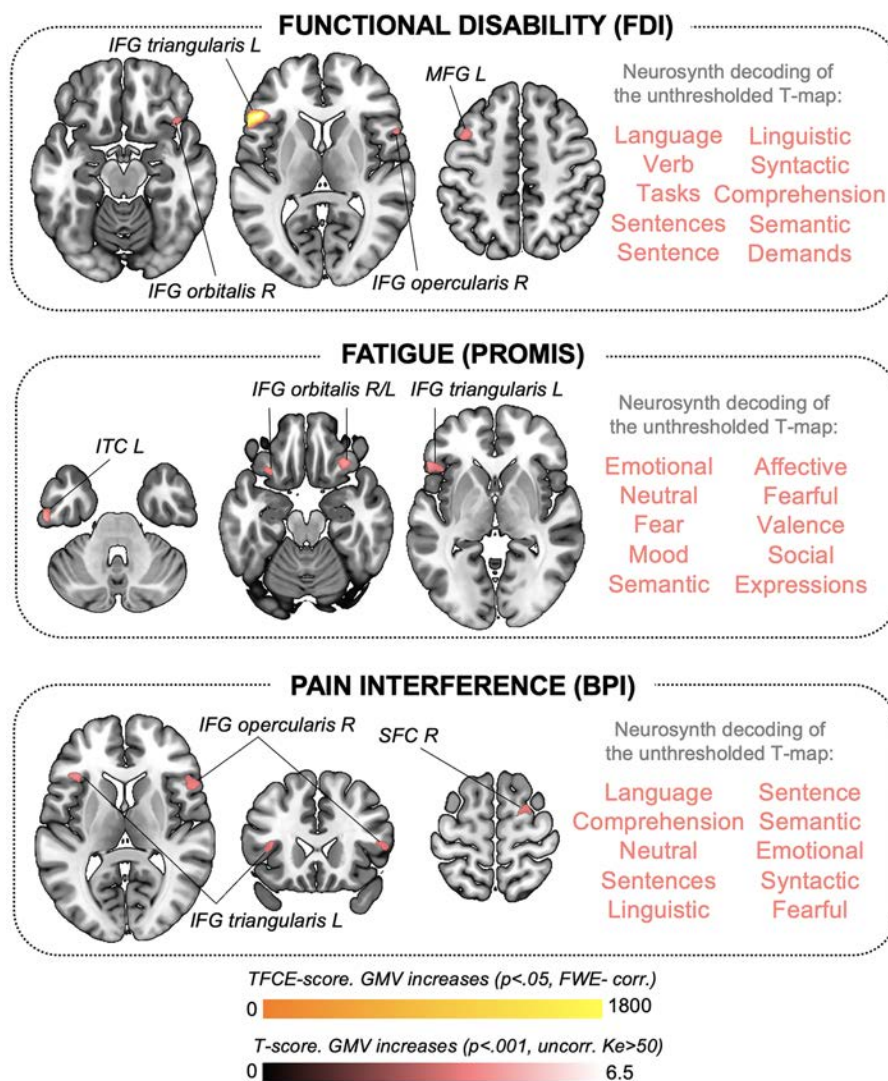 FUNCTIONAL DISABILITY (FDI)
IFG triangularis L
MFG L
IFG orbitalis R
IFG opercularis R
Neurosynth decoding of
the unthresholded T-map:
Language Linguistic
Verb Syntactic
Tasks Comprehension
Sentences Semantic
Sentence Demands
FATIGUE (PROMIS)
ITC L
IFG orbitalis R/L
IFG triangularis L
Neurosynth decoding of
the unthresholded T-map:
Emotional Affective
Neutral Fearful
Fear Valence
Mood Social
Semantic Expressions
PAIN INTERFERENCE (BPI)
IFG opercularis R
SFC R
IFG triangularis L
Neurosynth decoding of
the unthresholded T-map:
Language Sentence
Comprehension Semantic
Neutral Emotional
Sentences Syntactic
Linguistic Fearful
TFCE-score. GMV increases (p<.05, FWE- corr.)
0 1800
T-score. GMV increases (p<.001, uncorr. Ke>50)
0 6.5